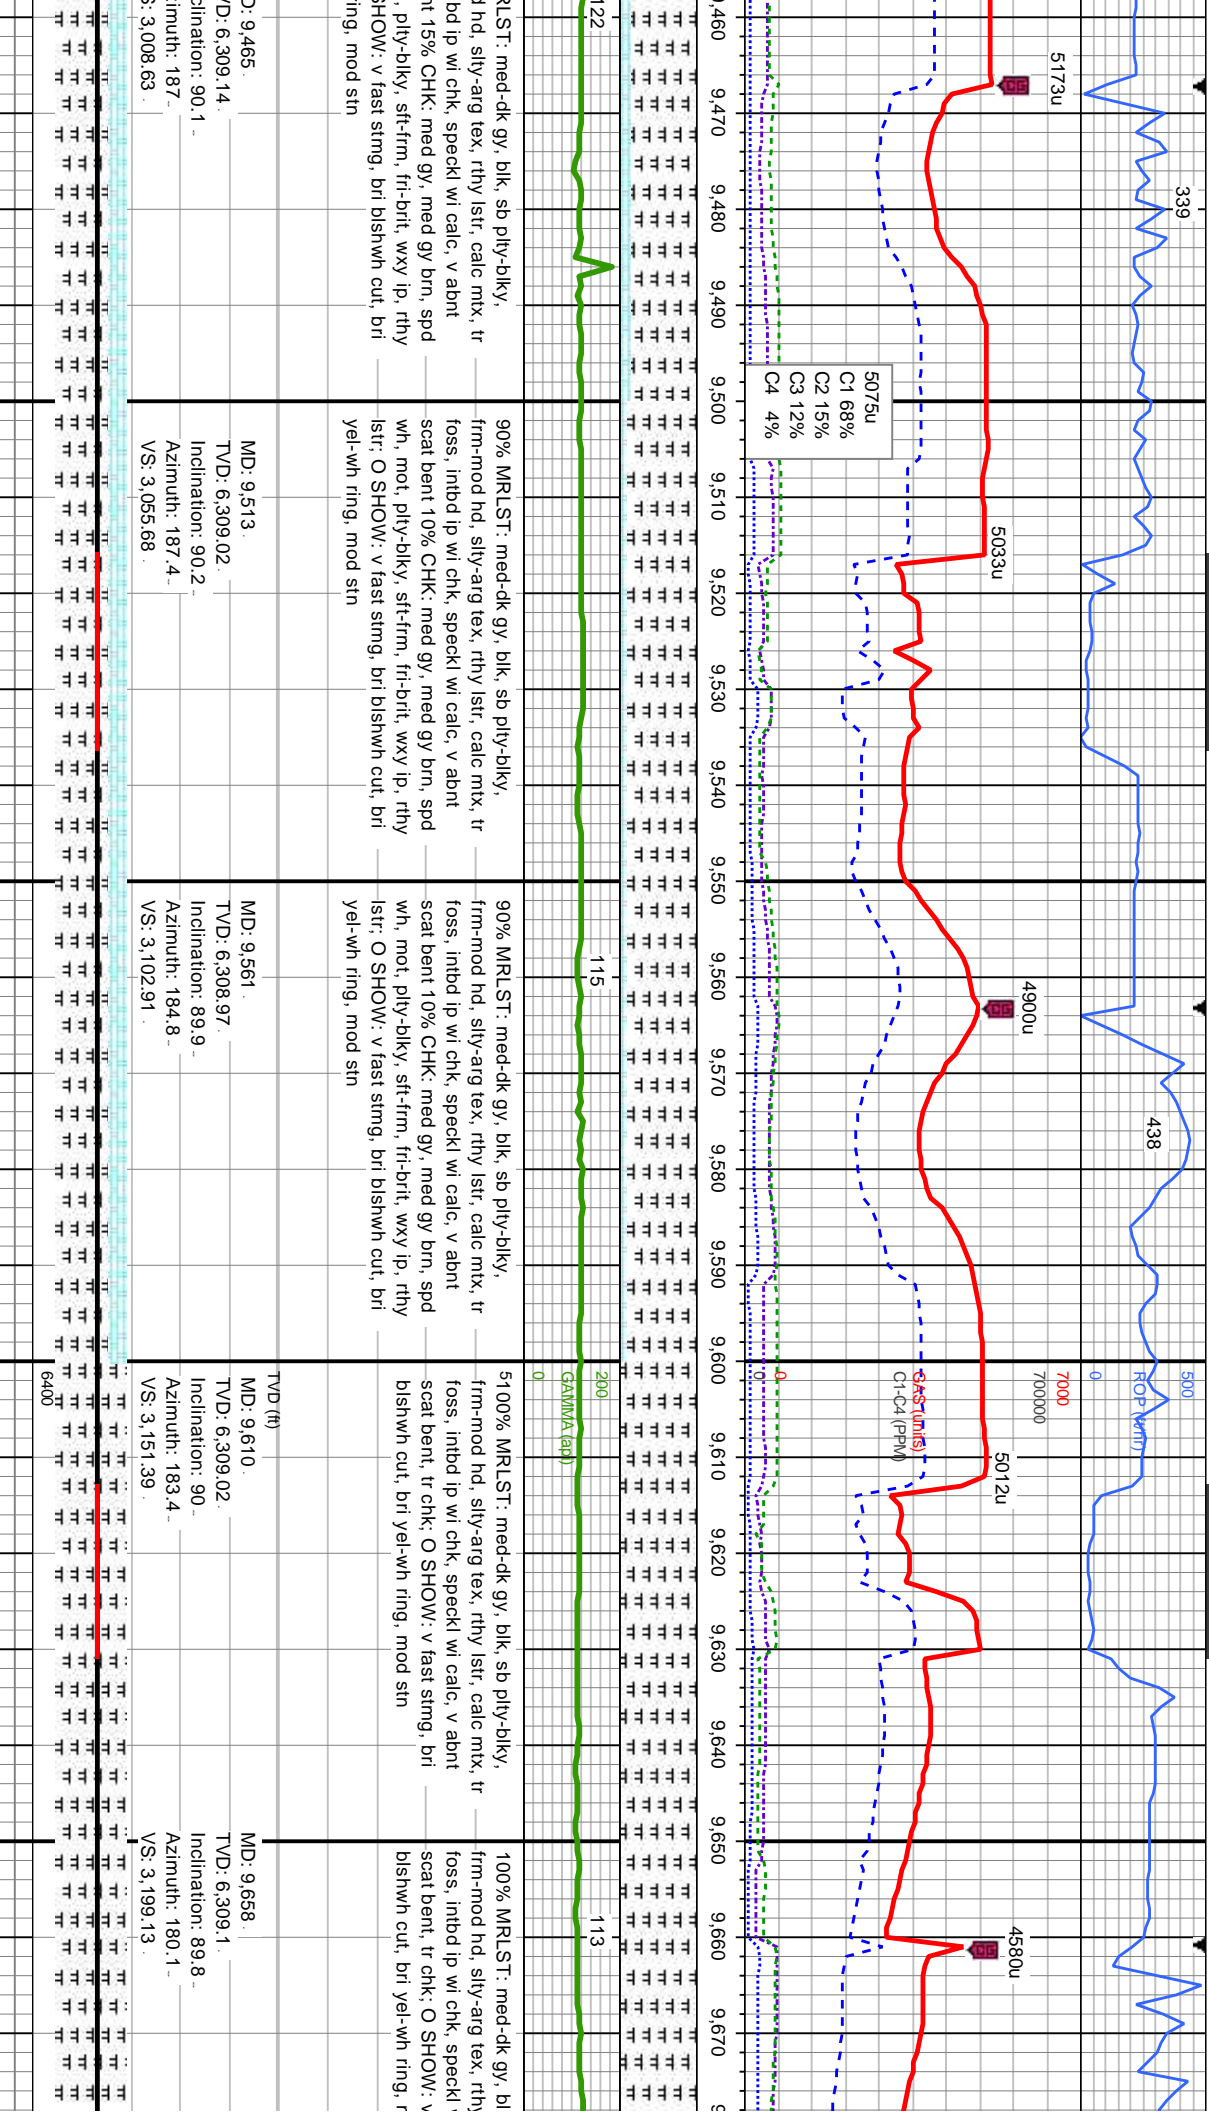 5173u
339
5033u
4900u
438
5012u
4580u
ROP (ft/hr)
0
500
7000
700000
GAS (units)
C1-C4 (PPM)
0
0
5075u
C1 68%
C2 15%
C3 12%
C4 4%
9,460
9,470
9,480
9,490
9,500
9,510
9,520
9,530
9,540
9,550
9,560
9,570
9,580
9,590
9,600
9,610
9,620
9,630
9,640
9,650
9,660
9,670
122
115
113
200
GAMMA (api)
0
RLST: med-dk gy, blk, sb plty-blky,
d hd, slty-arg tex, rthy lstr, calc mtx, tr
bd ip wi chk, speckl wi calc, v abnt
nt 15% CHK: med gy, med gy brn, spd
, plty-blky, sft-frm, fri-brit, wxy ip, rthy
SHOW: v fast stmg, bri blshwh cut, bri
ring, mod stn
90% MRLST: med-dk gy, blk, sb plty-blky,
frm-mod hd, slty-arg tex, rthy lstr, calc mtx, tr
foss, intbd ip wi chk, speckl wi calc, v abnt
scat bent 10% CHK: med gy, med gy brn, spd
wh, mot, plty-blky, sft-frm, fri-brit, wxy ip, rthy
lstr; O SHOW: v fast stmg, bri blshwh cut, bri
yel-wh ring, mod stn
90% MRLST: med-dk gy, blk, sb plty-blky,
frm-mod hd, slty-arg tex, rthy lstr, calc mtx, tr
foss, intbd ip wi chk, speckl wi calc, v abnt
scat bent 10% CHK: med gy, med gy brn, spd
wh, mot, plty-blky, sft-frm, fri-brit, wxy ip, rthy
lstr; O SHOW: v fast stmg, bri blshwh cut, bri
yel-wh ring, mod stn
5100% MRLST: med-dk gy, blk, sb plty-blky,
frm-mod hd, slty-arg tex, rthy lstr, calc mtx, tr
foss, intbd ip wi chk, speckl wi calc, v abnt
scat bent, tr chk; O SHOW: v fast stmg, bri
blshwh cut, bri yel-wh ring, mod stn
100% MRLST: med-dk gy, bl
frm-mod hd, slty-arg tex, rthy
foss, intbd ip wi chk, speckl
scat bent, tr chk; O SHOW: v
blshwh cut, bri yel-wh ring,
D: 9,465
VD: 6,309.14
clination: 90.1
zimuth: 187
S: 3,008.63
MD: 9,513
TVD: 6,309.02
Inclination: 90.2
Azimuth: 187.4
VS: 3,055.68
MD: 9,561
TVD: 6,308.97
Inclination: 89.9
Azimuth: 184.8
VS: 3,102.91
TVD (ft)
MD: 9,610
TVD: 6,309.02
Inclination: 90
Azimuth: 183.4
VS: 3,151.39
MD: 9,658
TVD: 6,309.1
Inclination: 89.8
Azimuth: 180.1
VS: 3,199.13
6400